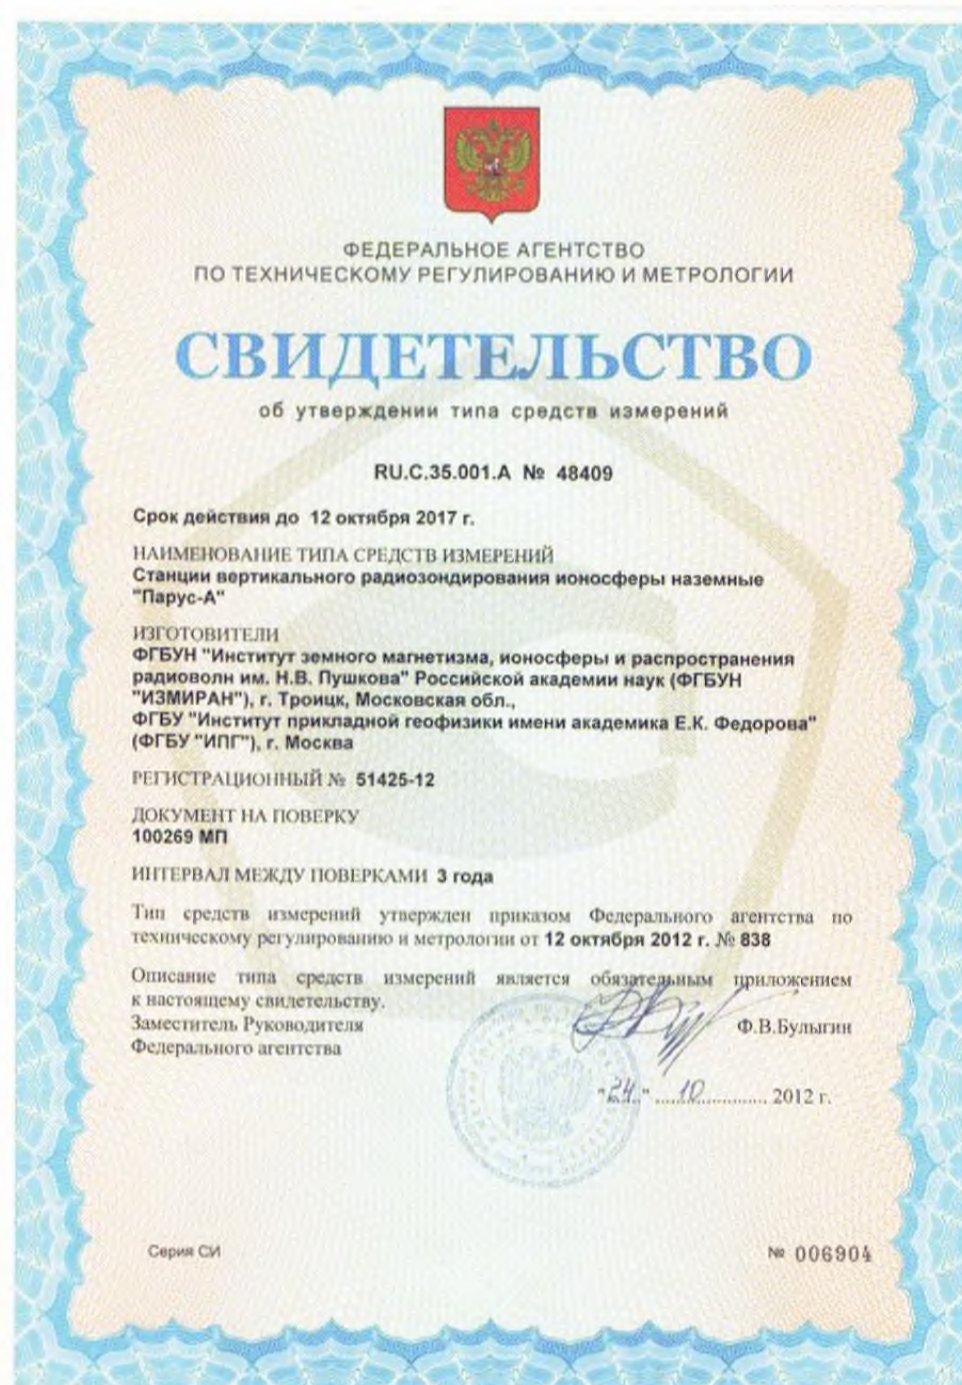 ФЕДЕРАЛЬНОЕ АГЕНТСТВО
ПО ТЕХНИЧЕСКОМУ РЕГУЛИРОВАНИЮ И МЕТРОЛОГИИ
СВИДЕТЕЛЬСТВО
об утверждении типа средств измерений
RU.C.35.001.A № 48409
Срок действия до 12 октября 2017 г.
НАИМЕНОВАНИЕ ТИПА СРЕДСТВ ИЗМЕРЕНИЙ
Станции вертикального радиозондирования ионосферы наземные
"Парус-А"
ИЗГОТОВИТЕЛИ
ФГБУН "Институт земного магнетизма, ионосферы и распространения
радиоволн им. Н.В. Пушкова" Российской академии наук (ФГБУН
"ИЗМИРАН"), г. Троицк, Московская обл.,
ФГБУ "Институт прикладной геофизики имени академика Е.К. Федорова"
(ФГБУ "ИПГ"), г. Москва
РЕГИСТРАЦИОННЫЙ № 51425-12
ДОКУМЕНТ НА ПОВЕРКУ
100269 МП
ИНТЕРВАЛ МЕЖДУ ПОВЕРКАМИ 3 года
Тип средств измерений утвержден приказом Федерального агентства по
техническому регулированию и метрологии от 12 октября 2012 г. № 838
Описание типа средств измерений является обязательным приложением
к настоящему свидетельству.
Заместитель Руководителя
Ф.В.Булыгин
Федерального агентства
"24." ....10............. 2012 г.
Серия СИ
№ 006904